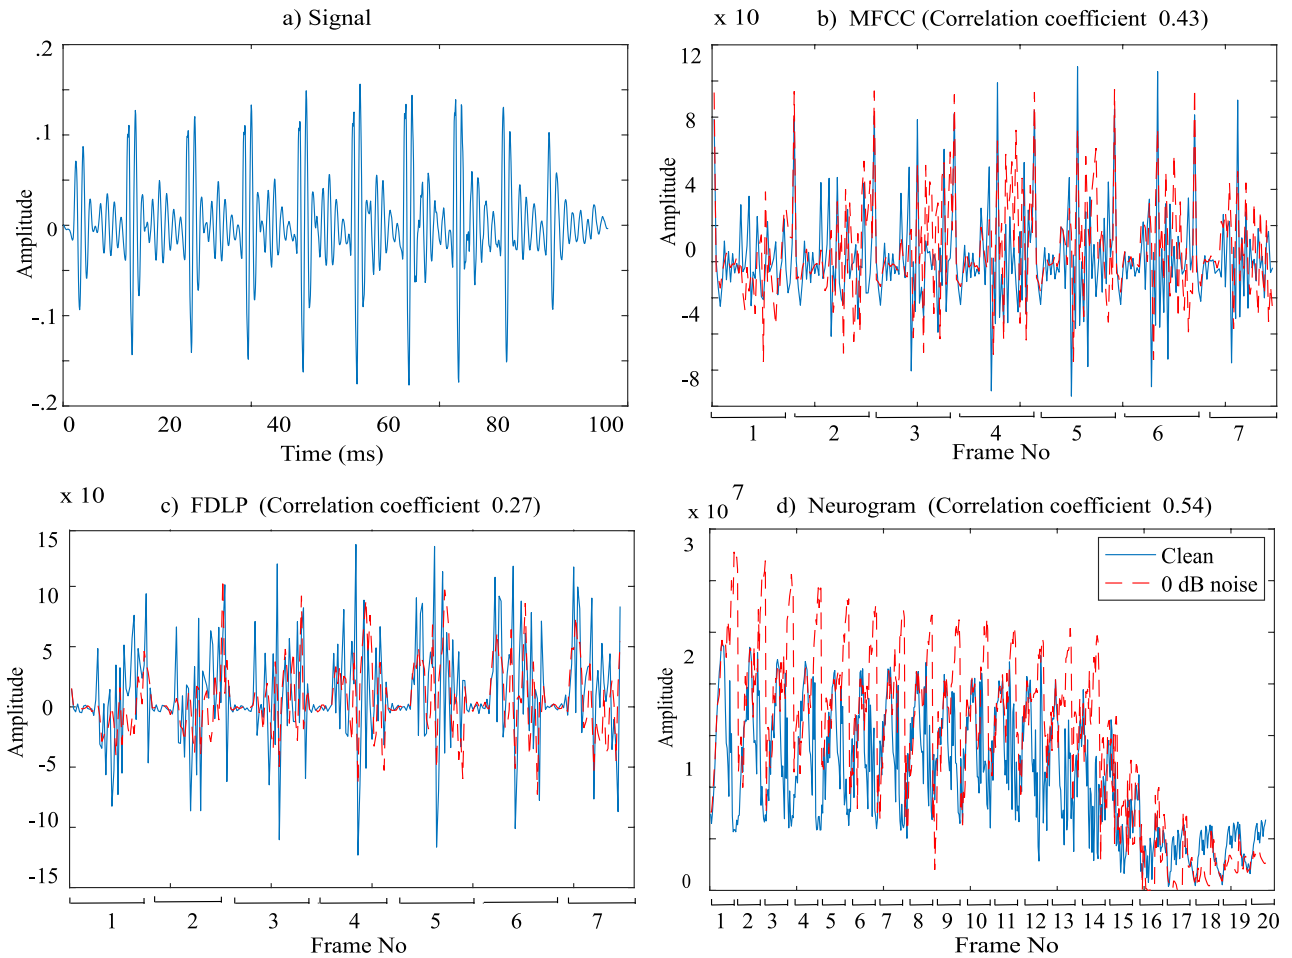 a) Signal
.2
.1
0
-.1
-.2
Amplitude
0 20 40 60 80 100
Time (ms)
x 10
b) MFCC (Correlation coefficient 0.43)
12
8
4
0
-4
-8
Amplitude
1 2 3 4 5 6 7
Frame No
x 10
c) FDLP (Correlation coefficient 0.27)
15
10
5
0
-5
-10
-15
Amplitude
1 2 3 4 5 6 7
Frame No
x 10 7
d) Neurogram (Correlation coefficient 0.54)
3
2
1
0
Amplitude
Clean
0 dB noise
1 2 3 4 5 6 7 8 9 10 11 12 13 14 15 16 17 18 19 20
Frame No